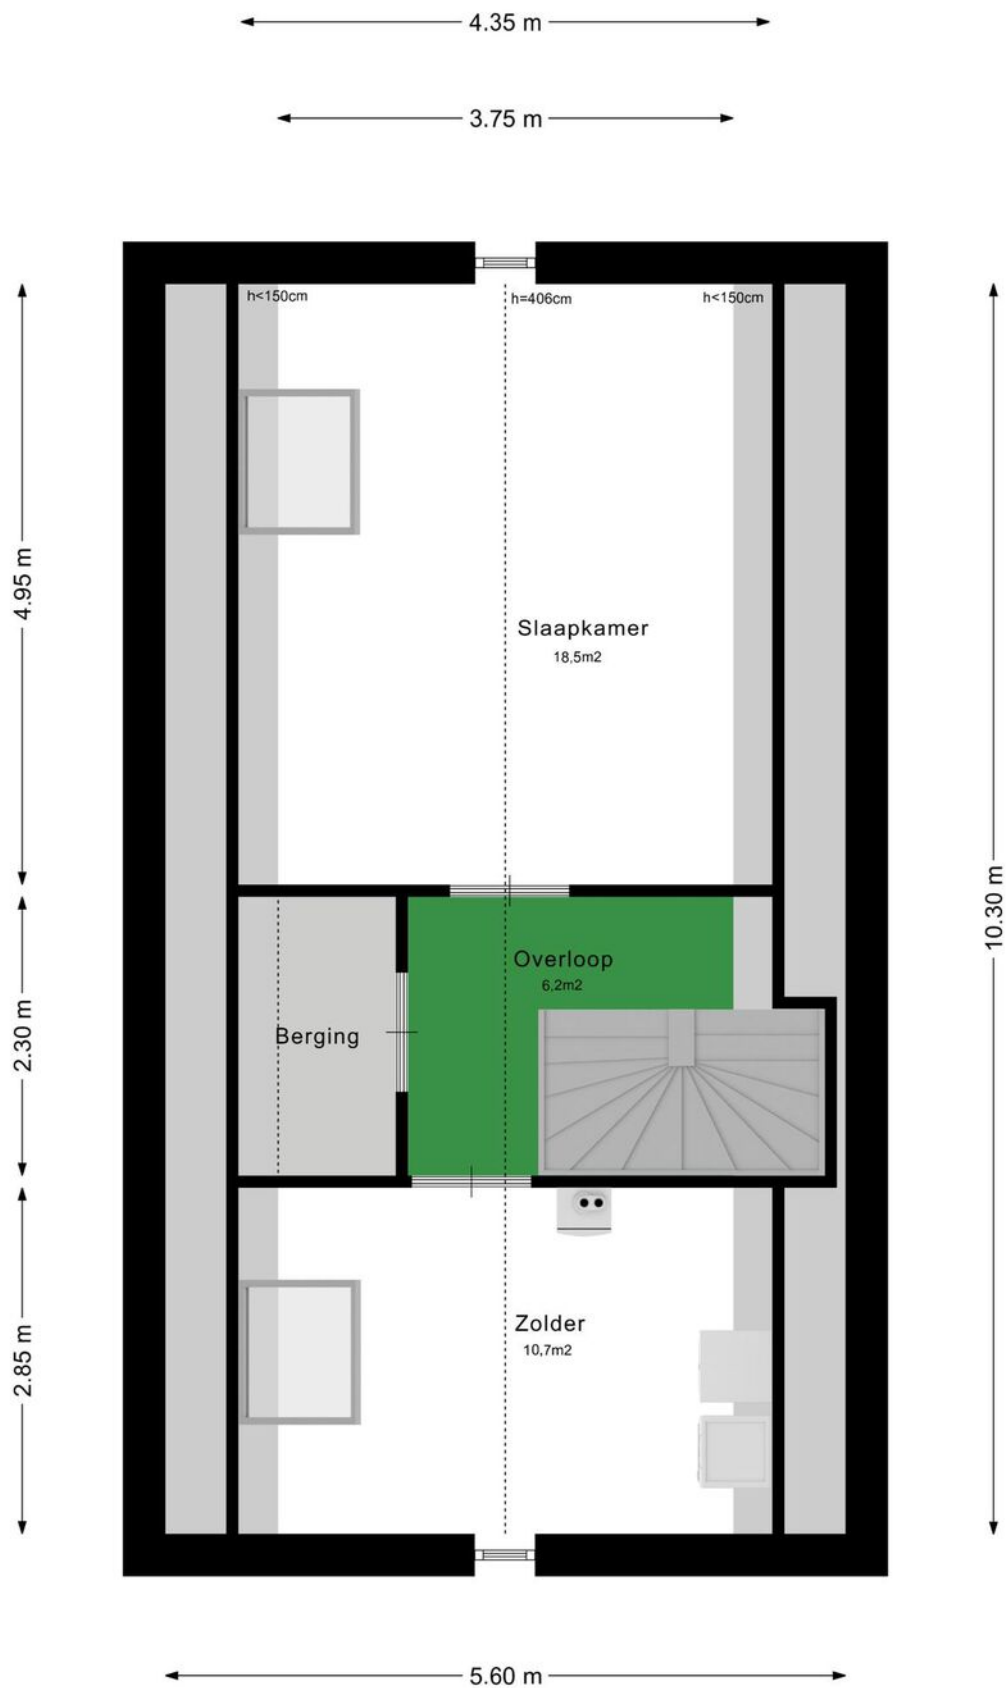 4.35 m
3.75 m
h<150cm
h=406cm
h<150cm
4.95 m
Slaapkamer
18,5m2
10.30 m
Overloop
6,2m2
2.30 m
Berging
Zolder
10,7m2
2.85 m
5.60 m